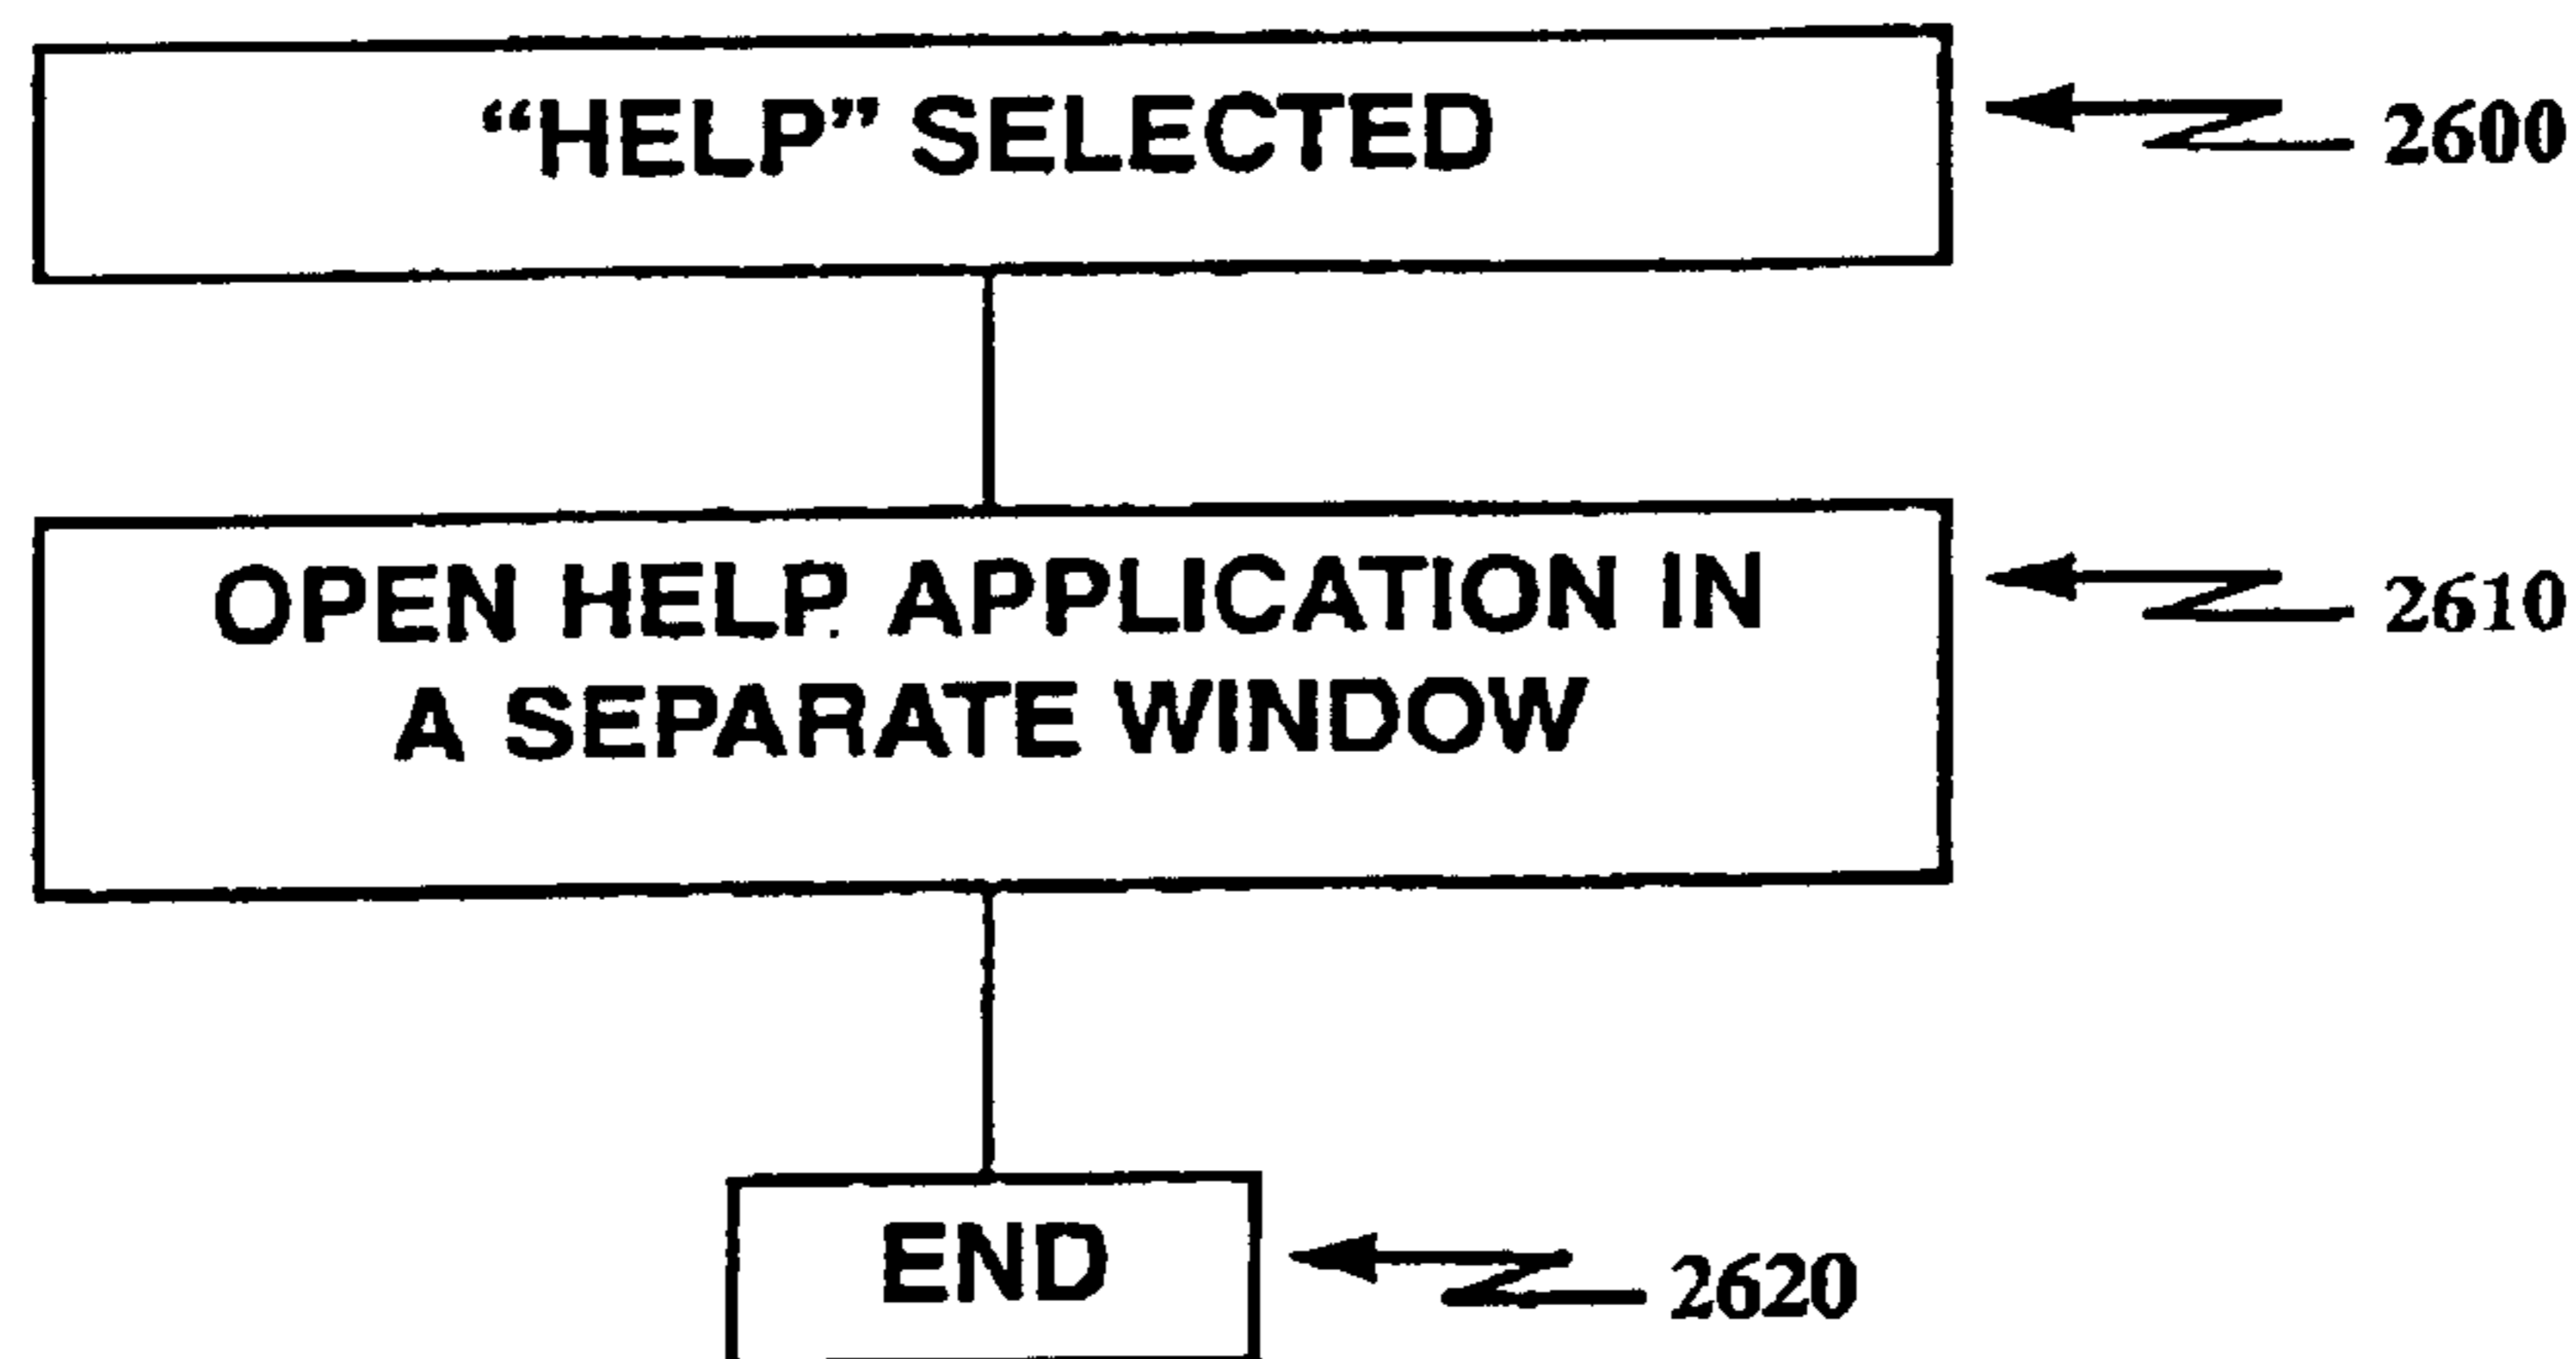 “HELP” SELECTED
2600
OPEN HELP APPLICATION IN
A SEPARATE WINDOW
2610
END
2620